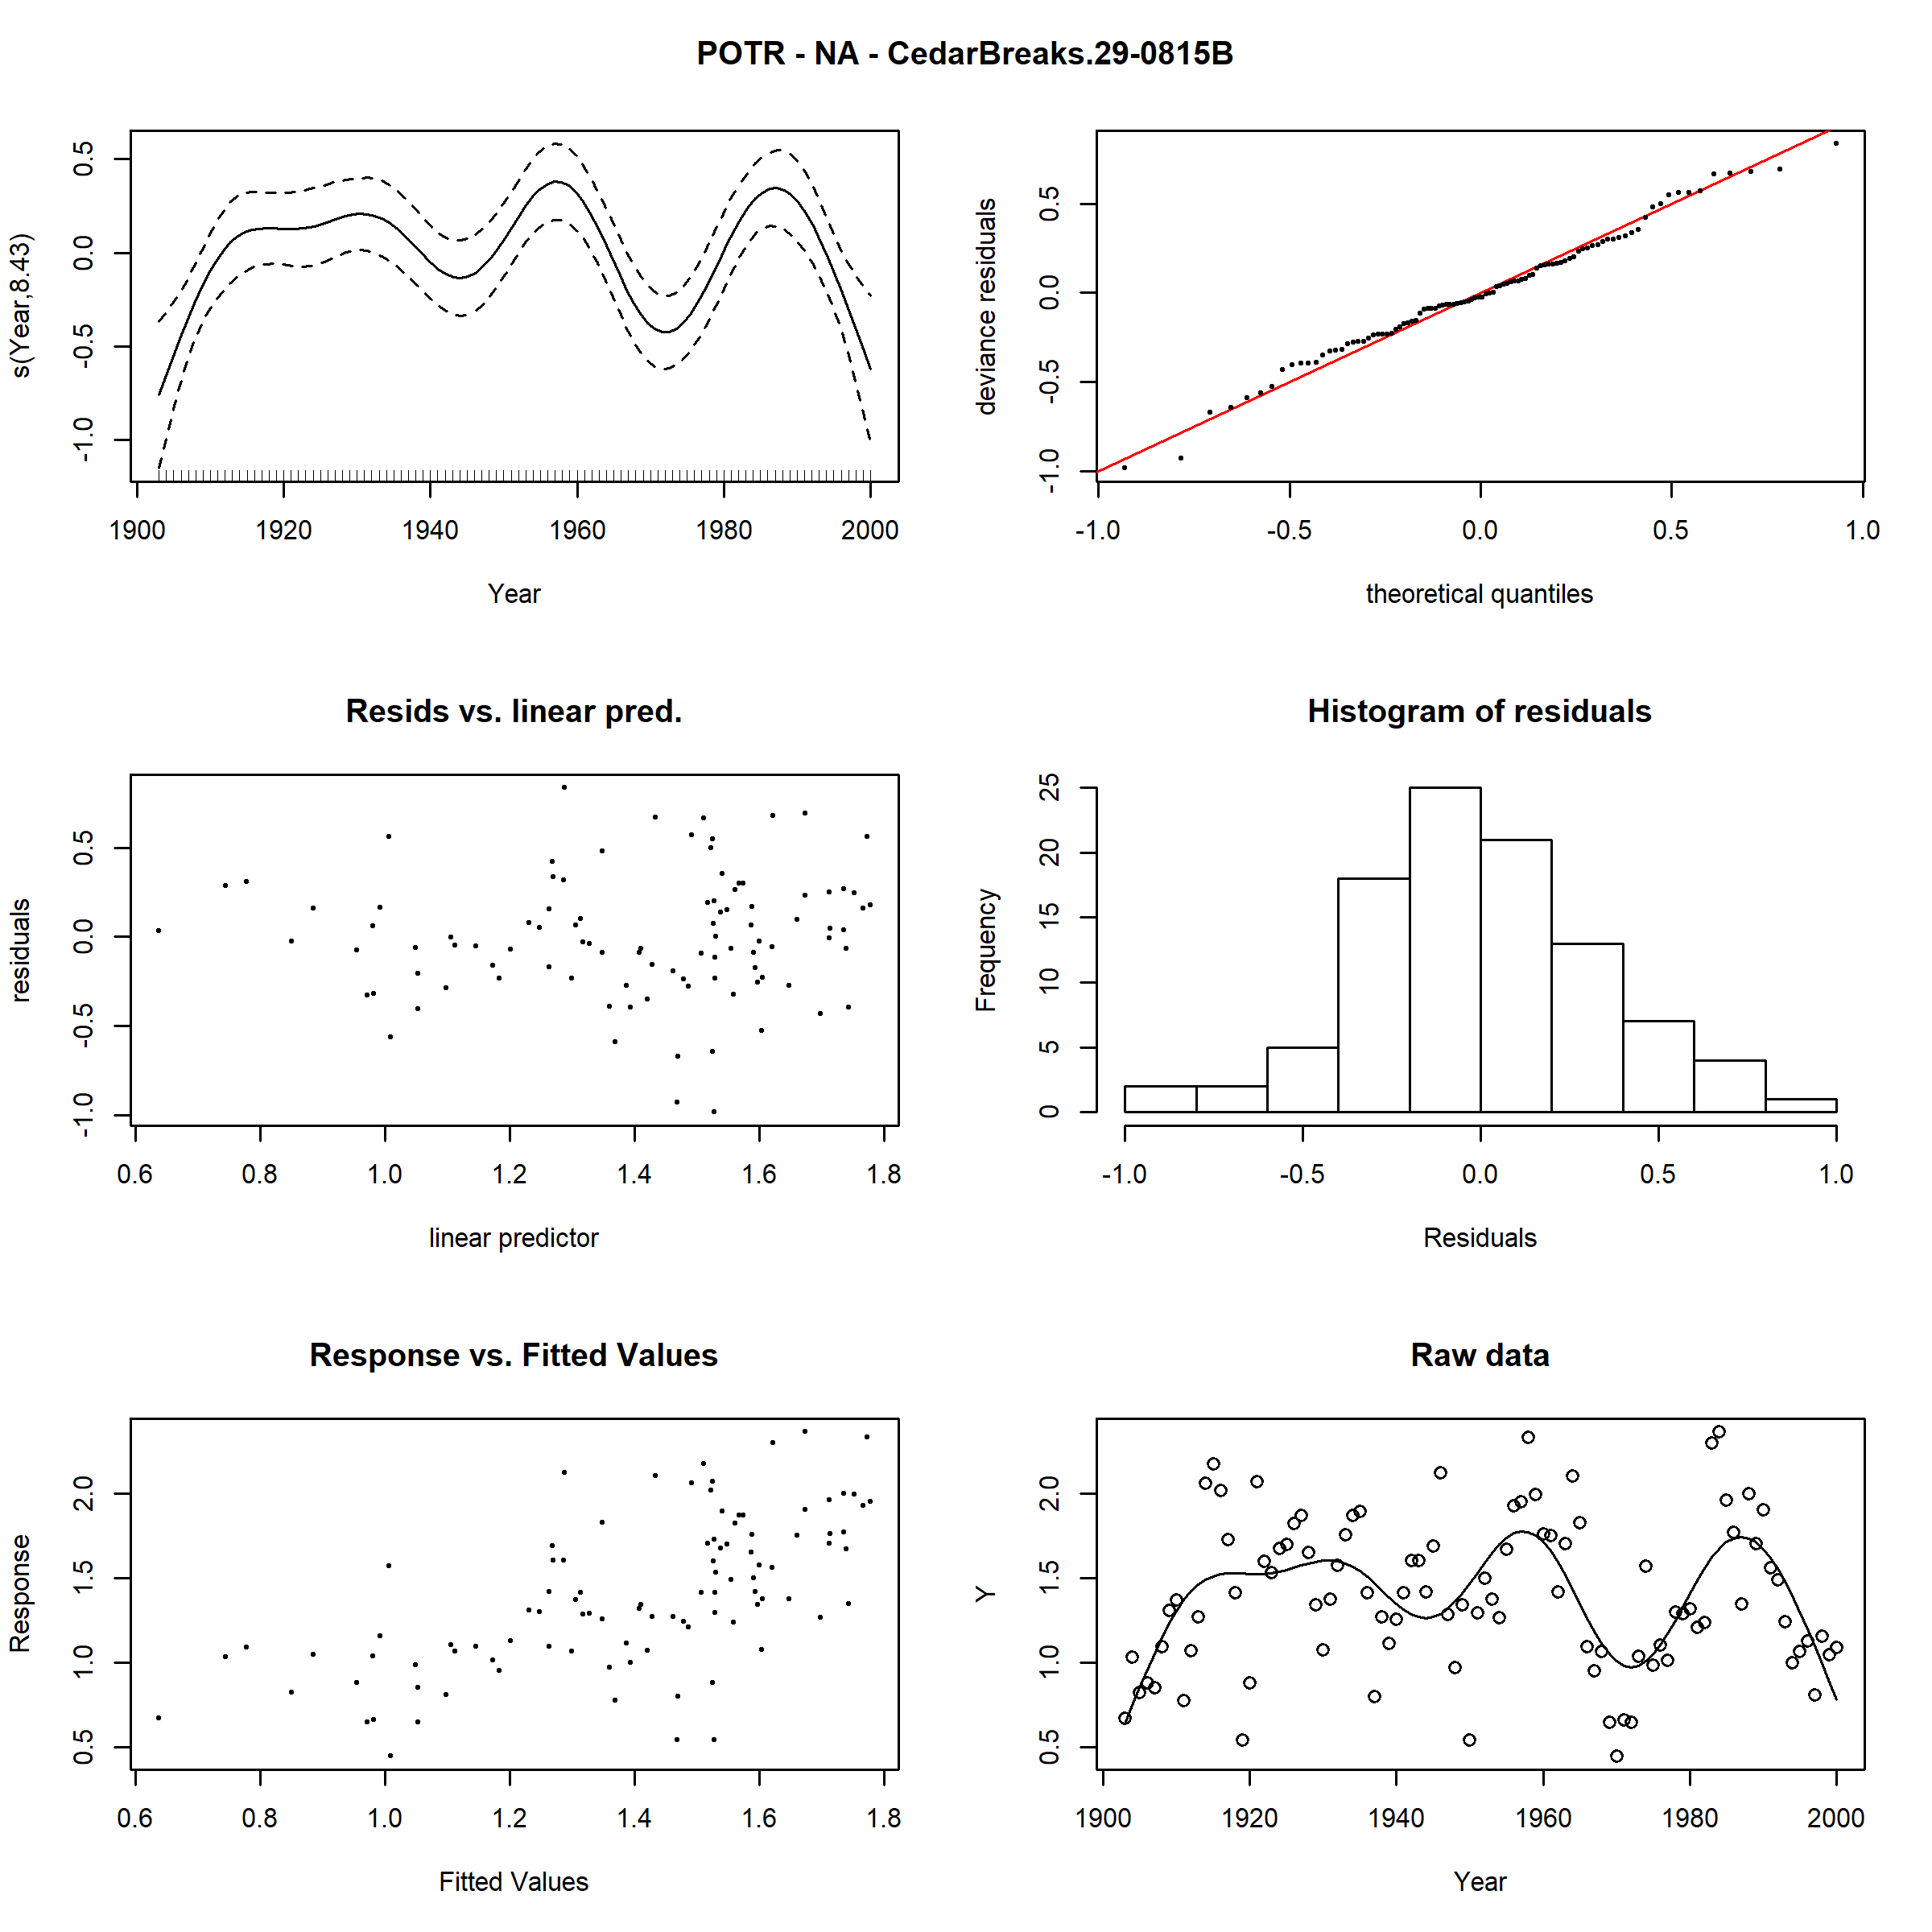 POTR - NA - CedarBreaks.29-0815B
s(Year,8.43)
0.5
0.0
-0.5
-1.0
1900 1920 1940 1960 1980 2000
Year
deviance residuals
0.5
0.0
-0.5
-1.0
-1.0 -0.5 0.0 0.5 1.0
theoretical quantiles
Resids vs. linear pred.
residuals
0.5
0.0
-0.5
-1.0
0.6 0.8 1.0 1.2 1.4 1.6 1.8
linear predictor
Histogram of residuals
Frequency
25
20
15
10
5
0
-1.0 -0.5 0.0 0.5 1.0
Residuals
Response vs. Fitted Values
Response
2.0
1.5
1.0
0.5
0.6 0.8 1.0 1.2 1.4 1.6 1.8
Fitted Values
Raw data
Y
2.0
1.5
1.0
0.5
1900 1920 1940 1960 1980 2000
Year